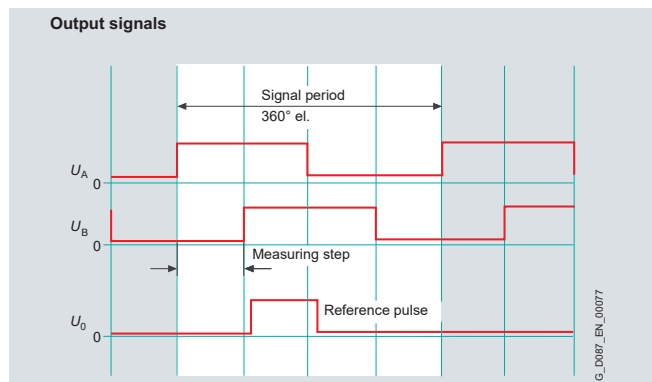 Output signals
Signal period
360° el.
UA
0
UB
0
Measuring step
Reference pulse
U0
0
G_D087_EN_00077